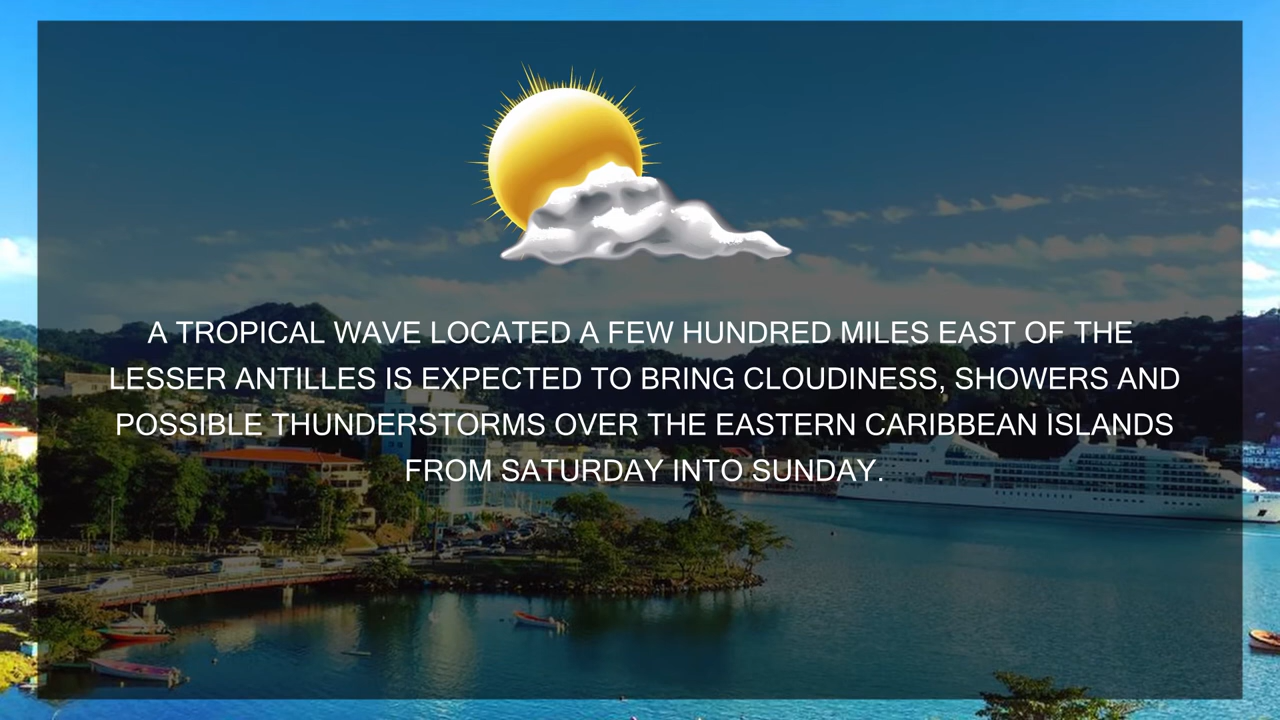 A TROPICAL WAVE LOCATED A FEW HUNDRED MILES EAST OF THE
LESSER ANTILLES IS EXPECTED TO BRING CLOUDINESS, SHOWERS AND
POSSIBLE THUNDERSTORMS OVER THE EASTERN CARIBBEAN ISLANDS
FROM SATURDAY INTO SUNDAY.